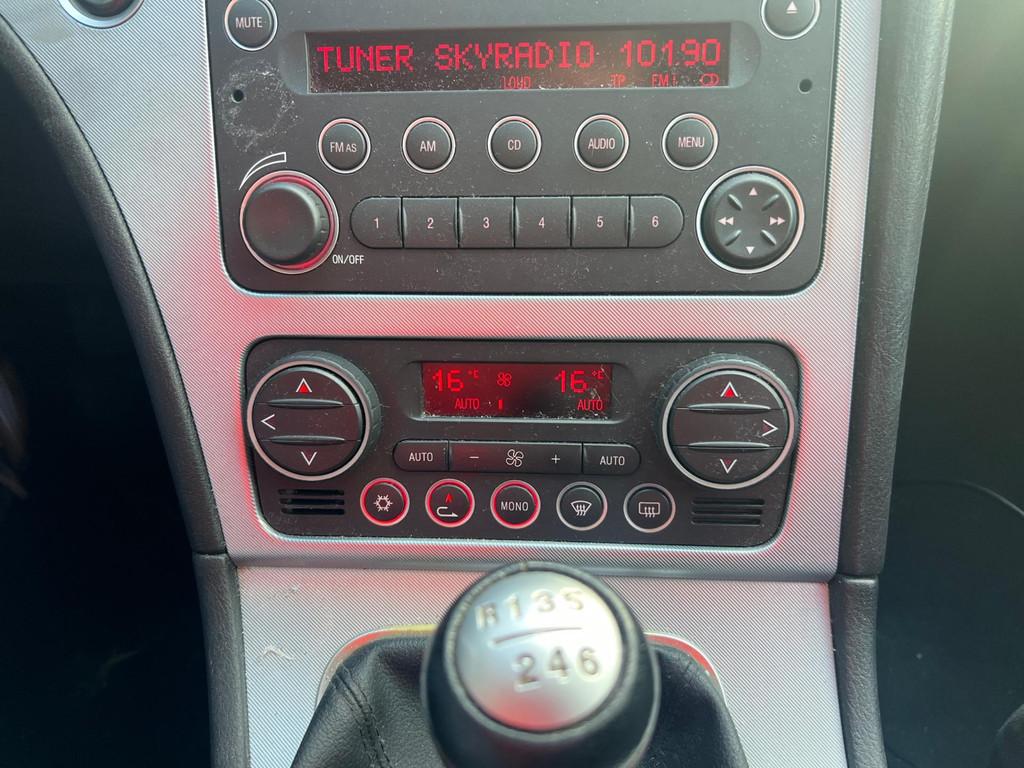 MUTE
TUNER SKYRADIO 101.90
LOUD TP FM1
FM AS AM CD AUDIO MENU
1 2 3 4 5 6
ON/OFF
16 °C 16 °C
AUTO AUTO
AUTO - + AUTO
MONO
R 1 3 5
2 4 6